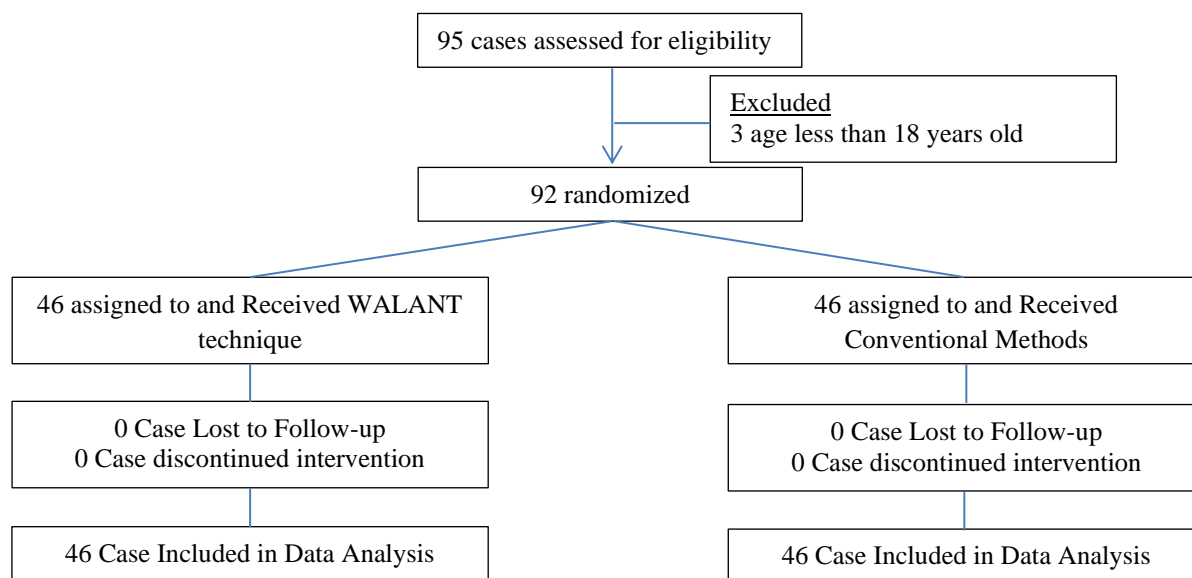 95 cases assessed for eligibility
Excluded
3 age less than 18 years old
92 randomized
46 assigned to and Received WALANT
technique
46 assigned to and Received
Conventional Methods
0 Case Lost to Follow-up
0 Case discontinued intervention
0 Case Lost to Follow-up
0 Case discontinued intervention
46 Case Included in Data Analysis
46 Case Included in Data Analysis